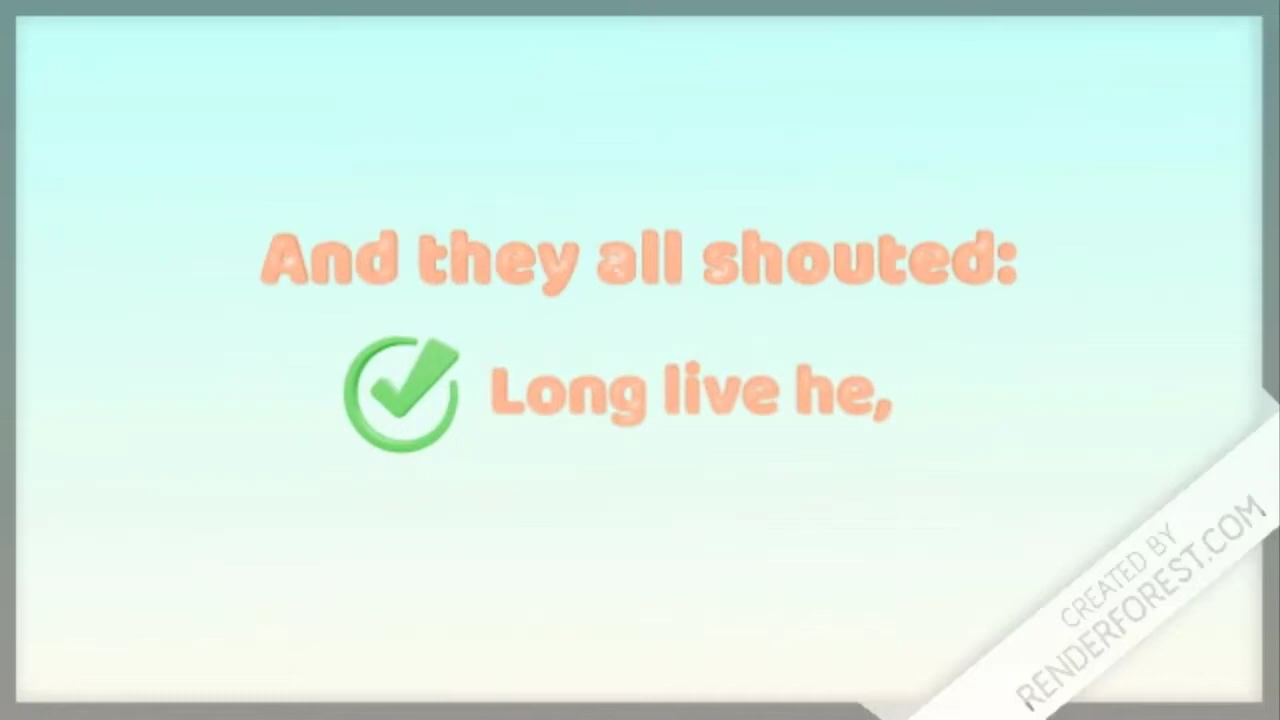 And they all shouted:
Long live he,
CREATED BY
RENDERFOREST.COM